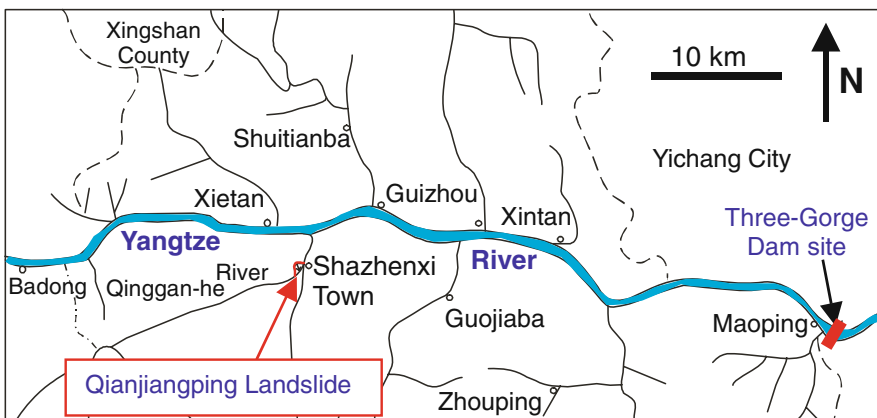 Xingshan
County
10 km
N
Shuitianba
Yichang City
Xietan
Guizhou
Xintan
Three-Gorge
Dam site
Yangtze
River
Badong
Qinggan-he
River
Shazhenxi
Town
Guojiaba
Maoping
Qianjiangping Landslide
Zhouping